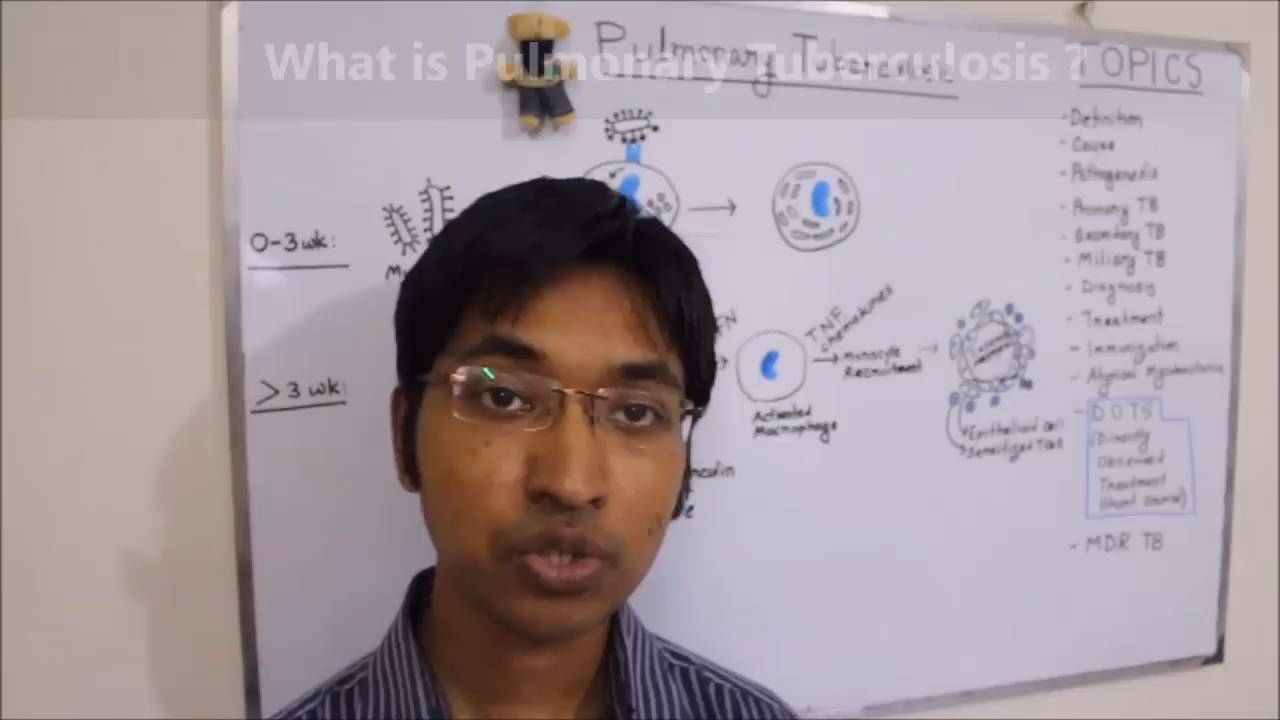 What is Pulmonary Tuberculosis ?
Pulmonary Tuberculosis
TOPICS
- Definition
- Cause
- Pathogenesis
- Primary TB
- Secondary TB
- Miliary TB
- Diagnosis
- Treatment
- Immunization
- Atypical Mycobacteria
- DOTS
(Directly
Observed
Treatment
Short course)
- MDR TB
0-3 wk:
> 3 wk:
Activated
Macrophage
TNF
chemokines
monocyte
Recruitment
Epithelioid cell
Sensitized T cell